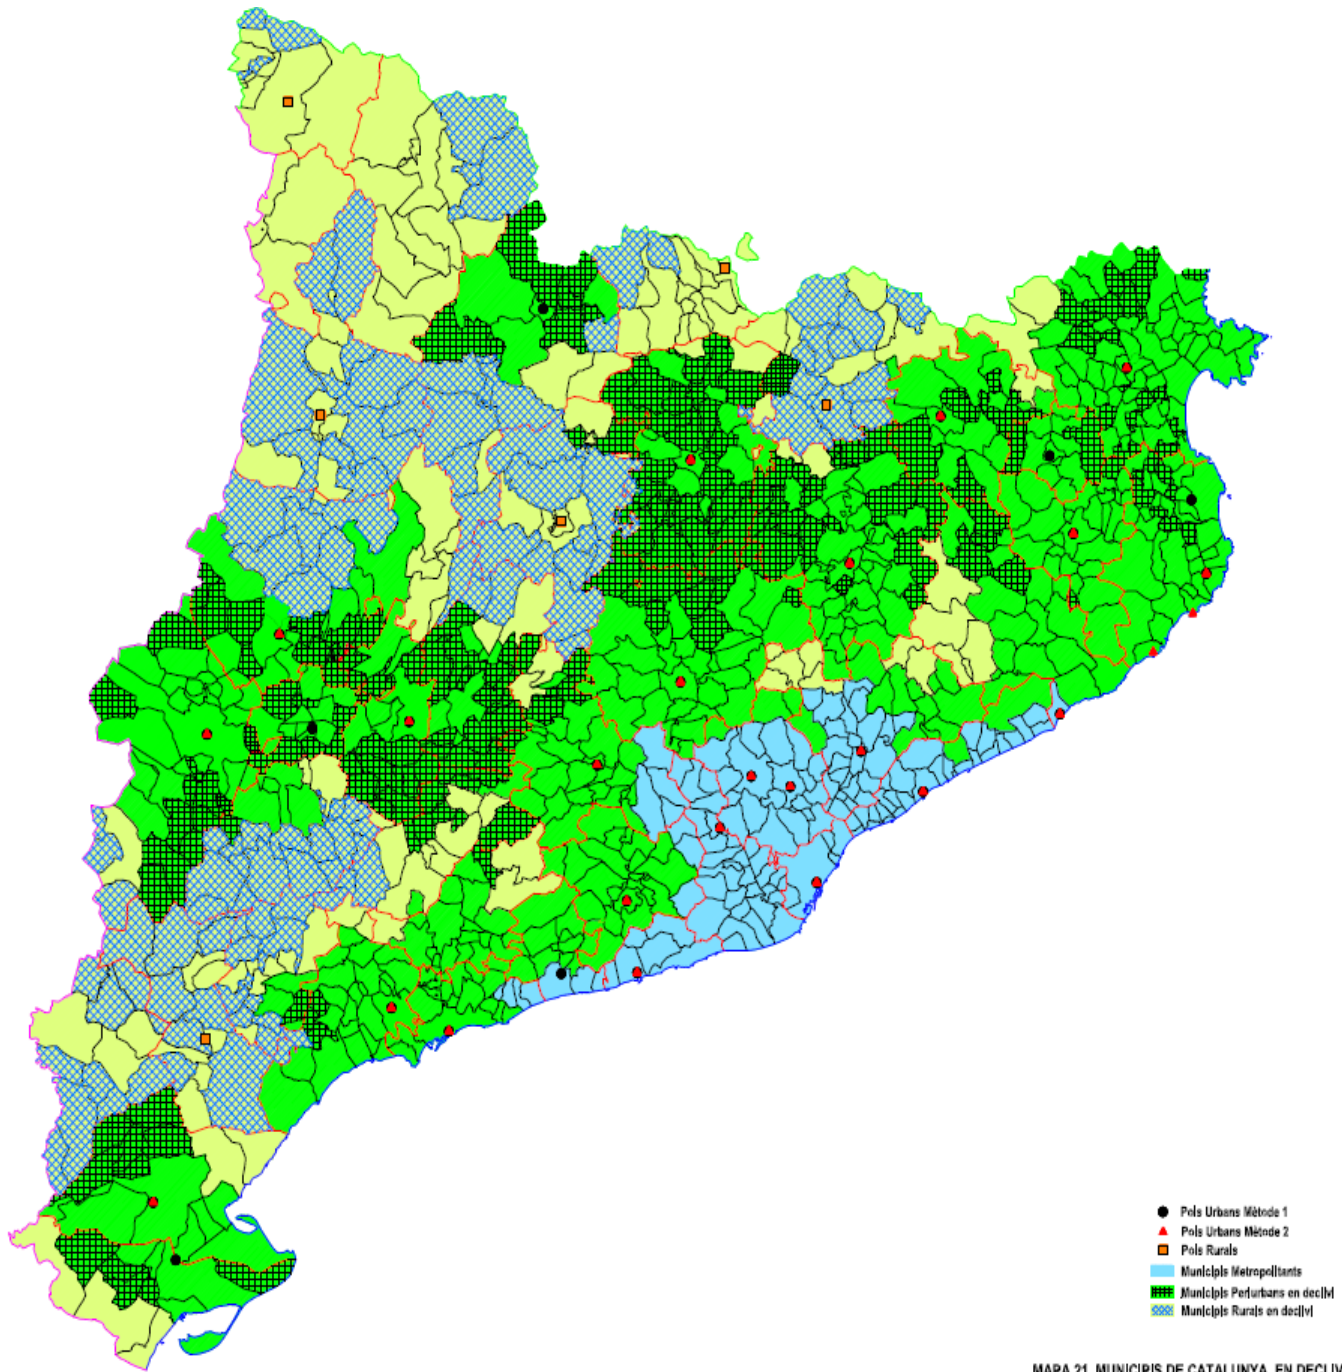 Pols Urbans Mètode 1
Pols Urbans Mètode 2
Pols Rurals
Municipis Metropolitants
Municipis Periurbans en declivi
Municipis Rurals en declivi
MAPA 21. MUNICIPIS DE CATALUNYA EN DECLIV